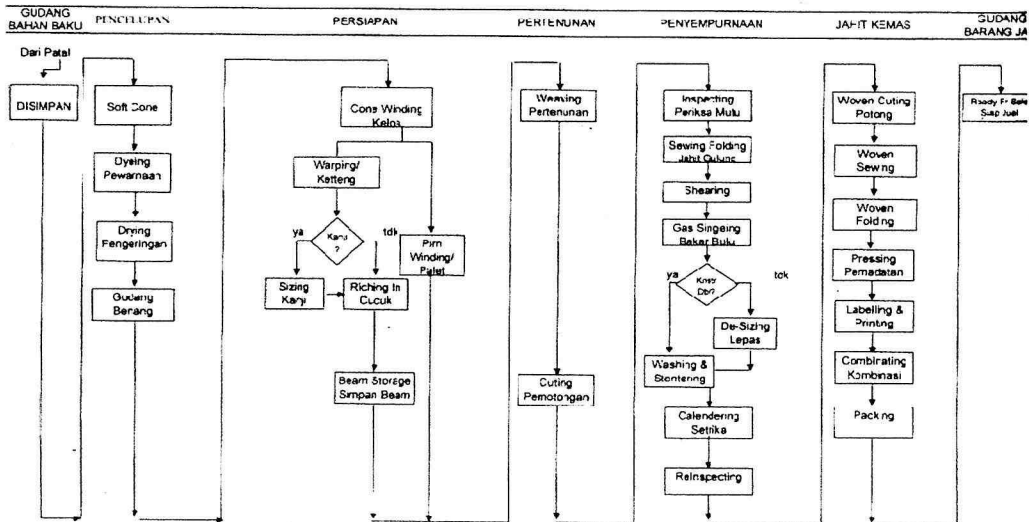 GUDANG
BAHAN BAKU
PENCELUPAN
PERSIAPAN
PERTENUNAN
PENYEMPURNAAN
JAHIT KEMAS
GUDANG
BARANG JA
Dari Patal
DISIMPAN
Soft Cone
Dyeing
Pewarnaan
Drying
Pengeringan
Gudang
Benang
Cone Winding
Kelos
Warping/
Ketteng
ya
Kanji
?
tdk
Pirn
Winding/
Palet
Sizing
Kanji
Riching In
Cucuk
Beam Storage
Simpan Beam
Weaving
Pertenunan
Cuting
Pemotongan
Inspecting
Periksa Mutu
Sewing Folding
Jahit Gulung
Shearing
Gas Singeing
Bakar Bulu
ya
tdk
De-Sizing
Lepas
Washing &
Stentering
Calendering
Setrika
ReInspecting
Woven Cuting
Potong
Woven
Sewing
Woven
Folding
Pressing
Pemadatan
Labelling &
Printing
Combinating
Kombinasi
Packing
Siap Jual